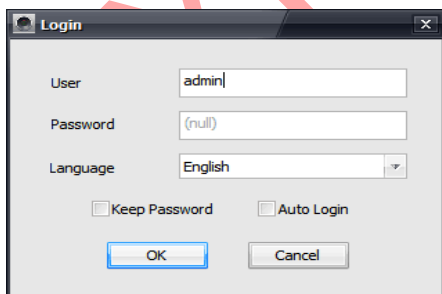 Login
User
admin
Password
(null)
Language
English
Keep Password
Auto Login
OK
Cancel